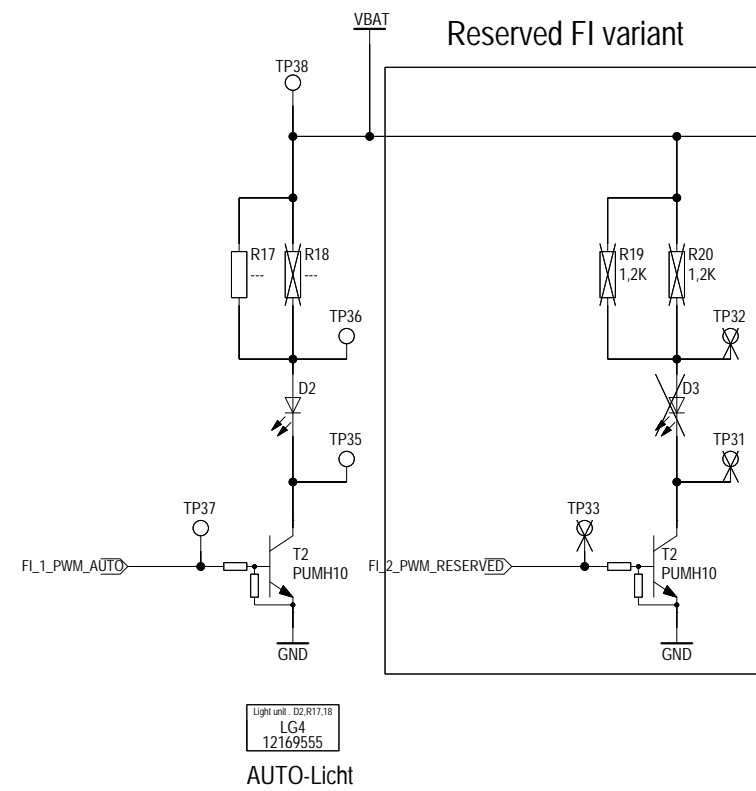 VBAT
Reserved FI variant
TP38
R17
---
R18
---
R19
1,2K
R20
1,2K
TP36
TP32
D2
D3
TP35
TP31
TP37
TP33
FI_1_PWM_AUTO
T2
PUMH10
FI_2_PWM_RESERVED
T2
PUMH10
GND
GND
Light unit . D2,R17,18
LG4
12169555
AUTO-Licht